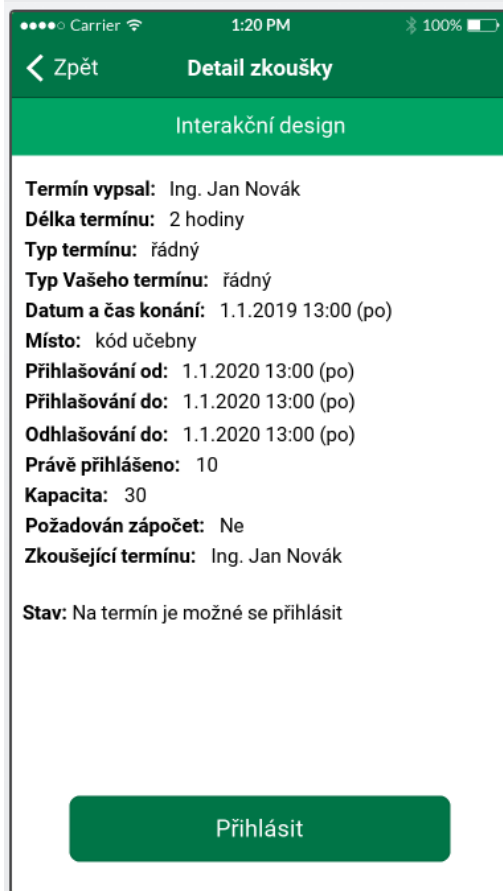 Carrier 1:20 PM 100%
Zpět Detail zkoušky
Interakční design
Termín vypsal: Ing. Jan Novák
Délka termínu: 2 hodiny
Typ termínu: řádný
Typ Vašeho termínu: řádný
Datum a čas konání: 1.1.2019 13:00 (po)
Místo: kód učebny
Přihlašování od: 1.1.2020 13:00 (po)
Přihlašování do: 1.1.2020 13:00 (po)
Odhlašování do: 1.1.2020 13:00 (po)
Právě přihlášeno: 10
Kapacita: 30
Požadován zápočet: Ne
Zkoušející termínu: Ing. Jan Novák
Stav: Na termín je možné se přihlásit
Přihlásit